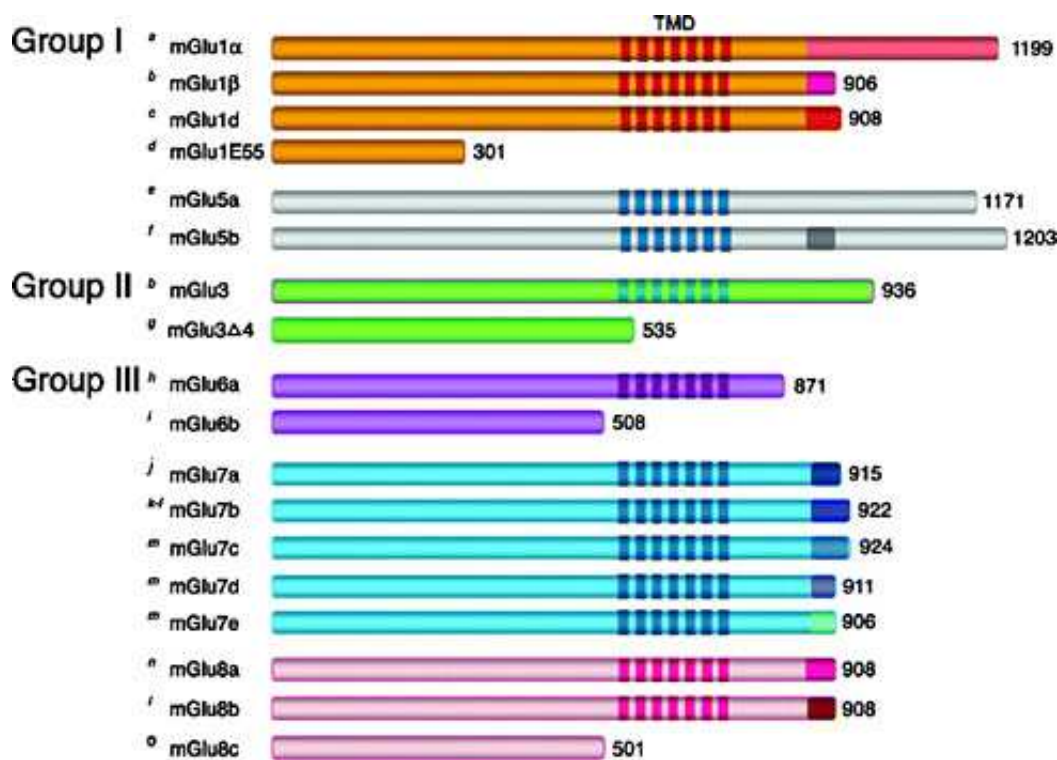 TMD
Group I a mGlu1α 1199
b mGlu1β 906
c mGlu1d 908
d mGlu1E55 301
e mGlu5a 1171
f mGlu5b 1203
Group II b mGlu3 936
g mGlu3Δ4 535
Group III h mGlu6a 871
i mGlu6b 508
j mGlu7a 915
k-l mGlu7b 922
m mGlu7c 924
m mGlu7d 911
m mGlu7e 906
n mGlu8a 908
l mGlu8b 908
o mGlu8c 501